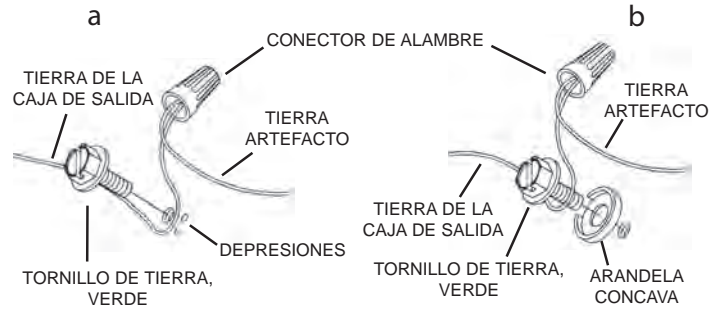 a
b
CONECTOR DE ALAMBRE
TIERRA DE LA
CAJA DE SALIDA
TIERRA
ARTEFACTO
DEPRESIONES
TORNILLO DE TIERRA,
VERDE
TIERRA
ARTEFACTO
TIERRA DE LA
CAJA DE SALIDA
TORNILLO DE TIERRA,
VERDE
ARANDELA
CONCAVA